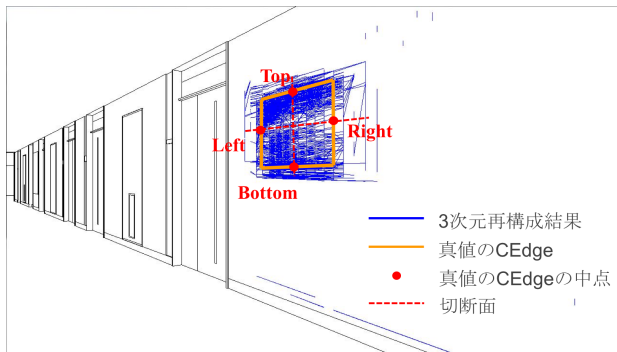 Top
Left
Right
Bottom
3次元再構成結果
真値のCEdge
真値のCEdgeの中点
切断面